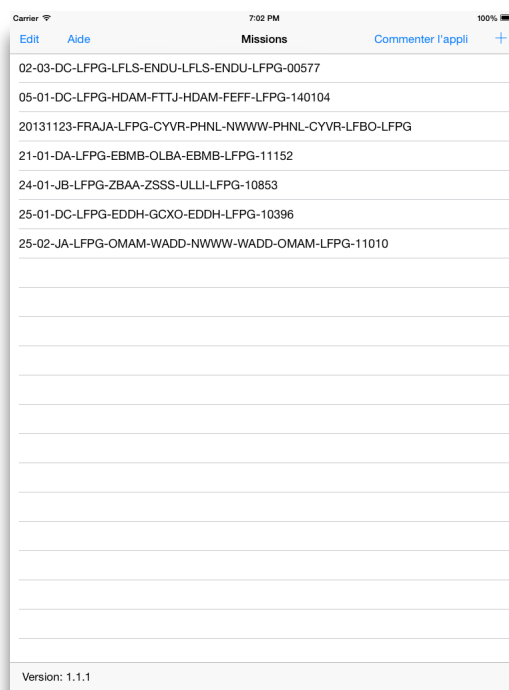 Carrier 7:02 PM 100%
Edit Aide Missions Commenter l'appli +
02-03-DC-LFPG-LFLS-ENDU-LFLS-ENDU-LFPG-00577
05-01-DC-LFPG-HDAM-FTTJ-HDAM-FEFF-LFPG-140104
20131123-FRAJA-LFPG-CYVR-PHNL-NWWW-PHNL-CYVR-LFBO-LFPG
21-01-DA-LFPG-EBMB-OLBA-EBMB-LFPG-11152
24-01-JB-LFPG-ZBAA-ZSSS-ULLI-LFPG-10853
25-01-DC-LFPG-EDDH-GCXO-EDDH-LFPG-10396
25-02-JA-LFPG-OMAM-WADD-NWWW-WADD-OMAM-LFPG-11010
Version: 1.1.1